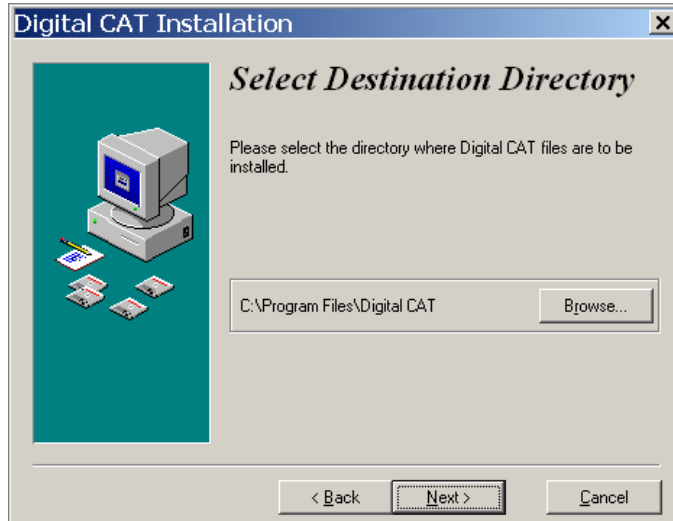 Digital CAT Installation
Select Destination Directory
Please select the directory where Digital CAT files are to be
installed.
C:\Program Files\Digital CAT
Browse...
< Back
Next >
Cancel